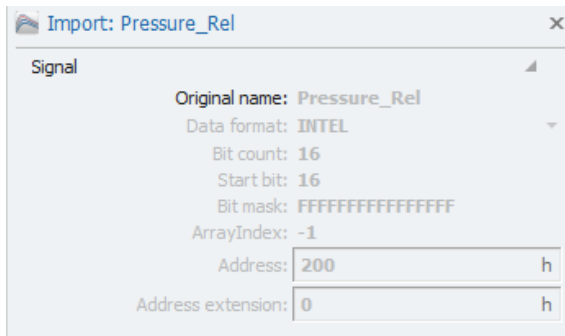 Import: Pressure_Rel
Signal
Original name: Pressure_Rel
Data format: INTEL
Bit count: 16
Start bit: 16
Bit mask: FFFFFFFFFFFFFFFF
ArrayIndex: -1
Address: 200 h
Address extension: 0 h